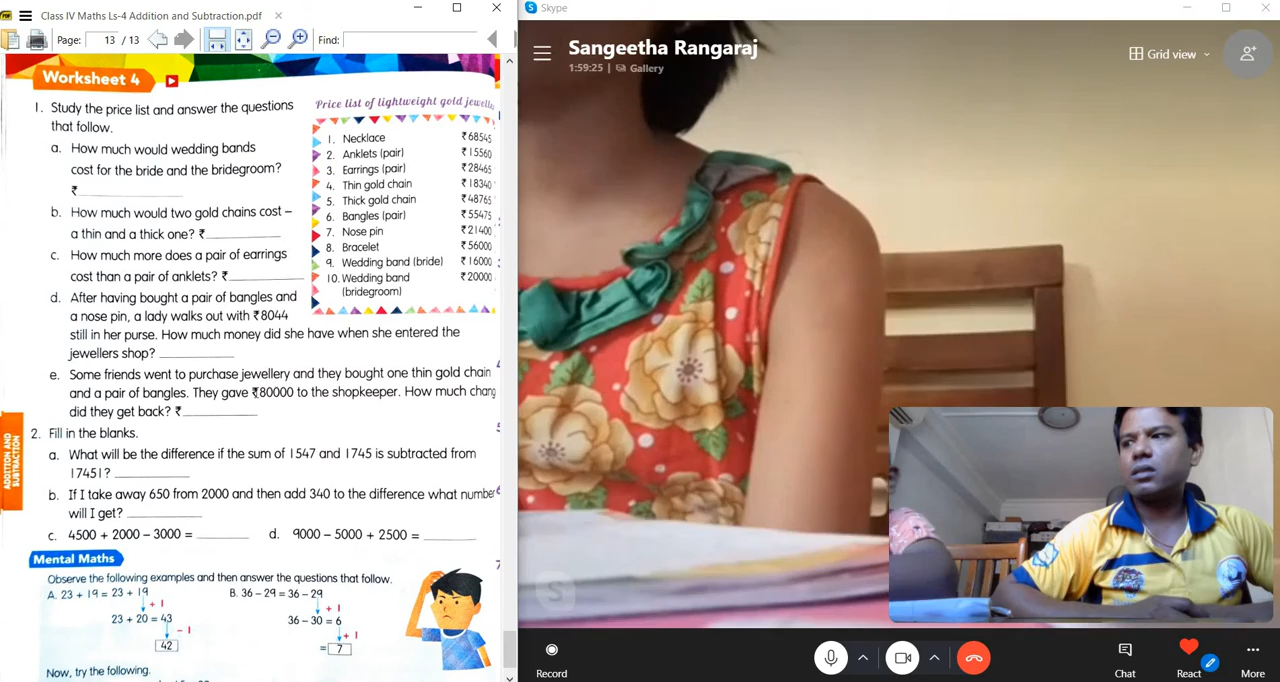 PDF
Class IV Maths Ls-4 Addition and Subtraction.pdf
Page: 13 / 13
Find:
Worksheet 4
1. Study the price list and answer the questions
that follow.
a. How much would wedding bands
cost for the bride and the bridegroom?
₹
b. How much would two gold chains cost –
a thin and a thick one? ₹
c. How much more does a pair of earrings
cost than a pair of anklets? ₹
d. After having bought a pair of bangles and
a nose pin, a lady walks out with ₹8044
still in her purse. How much money did she have when she entered the
jewellers shop?
e. Some friends went to purchase jewellery and they bought one thin gold chain
and a pair of bangles. They gave ₹80000 to the shopkeeper. How much chang
did they get back? ₹
Price list of lightweight gold jewelle
1. Necklace ₹68545
2. Anklets (pair) ₹15560
3. Earrings (pair) ₹28465
4. Thin gold chain ₹18340
5. Thick gold chain ₹48765
6. Bangles (pair) ₹55475
7. Nose pin ₹21400
8. Bracelet ₹56000
9. Wedding band (bride) ₹16000
10. Wedding band ₹20000
(bridegroom)
2. Fill in the blanks.
a. What will be the difference if the sum of 1547 and 1745 is subtracted from
17451?
b. If I take away 650 from 2000 and then add 340 to the difference what number
will I get?
c. 4500 + 2000 – 3000 =
d. 9000 – 5000 + 2500 =
ADDITION AND
SUBTRACTION
Mental Maths
Observe the following examples and then answer the questions that follow.
A. 23 + 19 = 23 + 19
+ 1
23 + 20 = 43
– 1
42
B. 36 – 29 = 36 – 29
+ 1
36 – 30 = 6
+ 1
= 7
Now, try the following.
Skype
Sangeetha Rangaraj
1:59:25 | Gallery
Grid view
Record
Chat
React
More